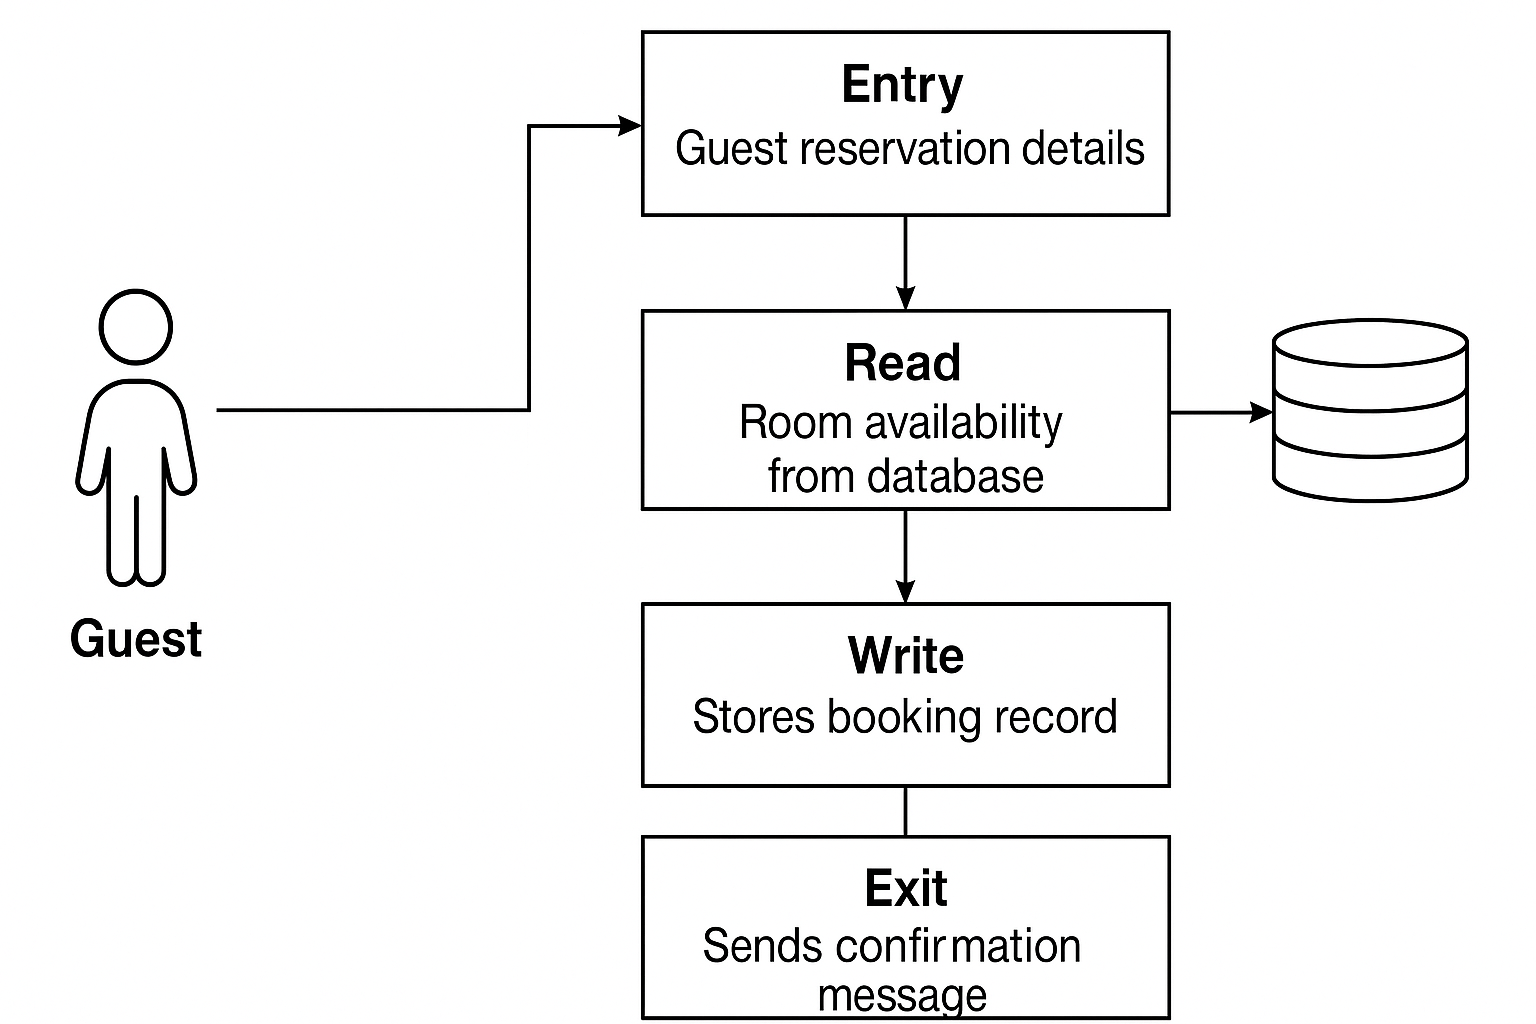 Entry
Guest reservation details
Read
Room availability
from database
Guest
Write
Stores booking record
Exit
Sends confirmation
message